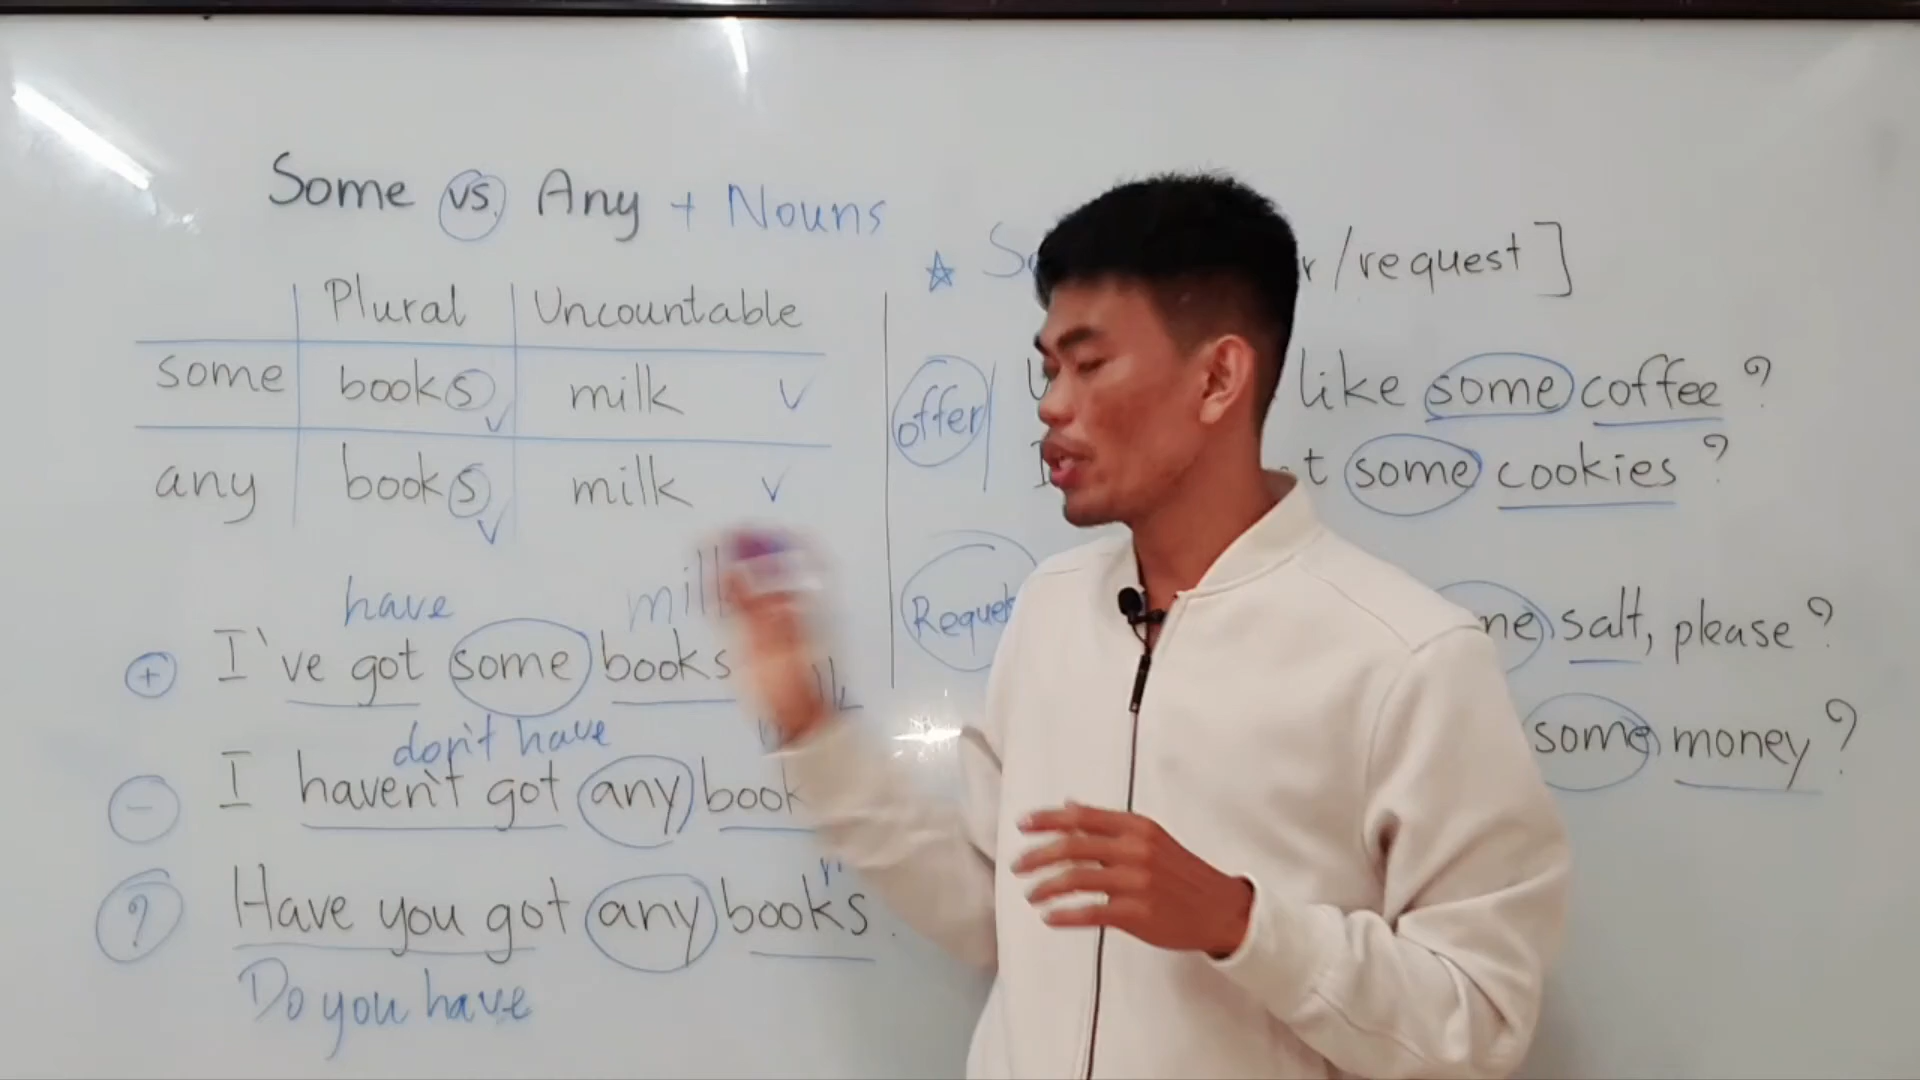 Some vs. Any + Nouns
Plural Uncountable
some books milk
any books milk
have
+ I've got some books
don't have
- I haven't got any book
? Have you got any books
Do you have
/request ]
offer
like some coffee ?
some cookies ?
salt, please ?
some money ?